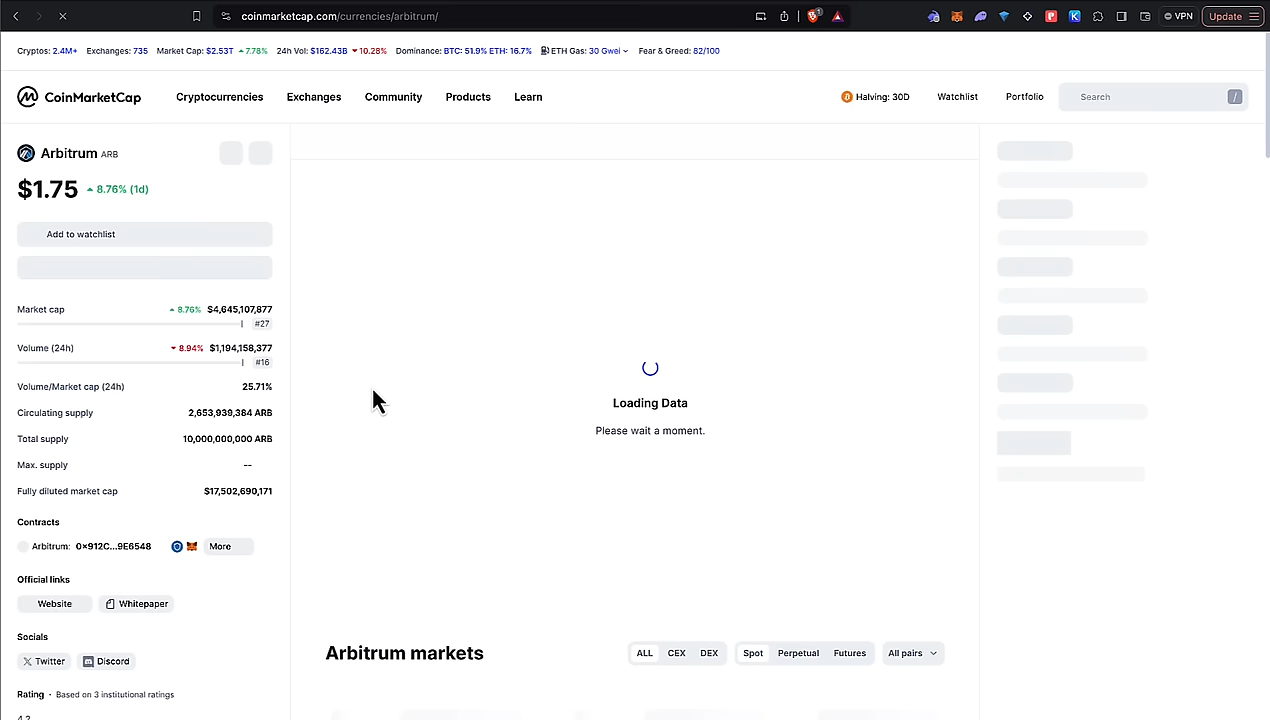 coinmarketcap.com/currencies/arbitrum/
1
VPN
Update
Cryptos: 2.4M+ Exchanges: 735 Market Cap: $2.53T 7.78% 24h Vol: $162.43B 10.28% Dominance: BTC: 51.9% ETH: 16.7% ETH Gas: 30 Gwei Fear & Greed: 82/100
CoinMarketCap Cryptocurrencies Exchanges Community Products Learn Halving: 30D Watchlist Portfolio Search /
Arbitrum ARB
$1.75 8.76% (1d)
Add to watchlist
Market cap 8.76% $4,645,107,877
#27
Volume (24h) 8.94% $1,194,158,377
#16
Volume/Market cap (24h) 25.71%
Circulating supply 2,653,939,384 ARB
Total supply 10,000,000,000 ARB
Max. supply --
Fully diluted market cap $17,502,690,171
Contracts
Arbitrum: 0x912C...9E6548 More
Official links
Website Whitepaper
Socials
Twitter Discord
Rating · Based on 3 institutional ratings
4.2
Loading Data
Please wait a moment.
Arbitrum markets ALL CEX DEX Spot Perpetual Futures All pairs